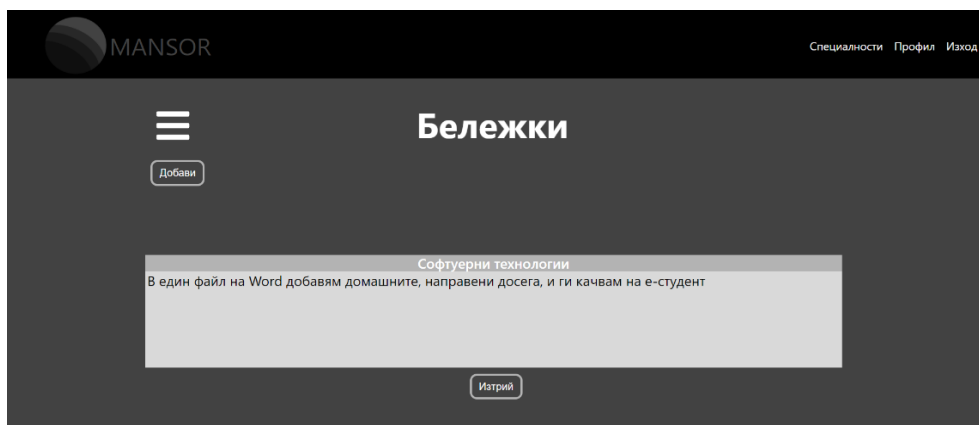 MANSOR
Специалности Профил Изход
Бележки
Добави
Софтуерни технологии
В един файл на Word добавям домашните, направени досега, и ги качвам на е-студент
Изтрий